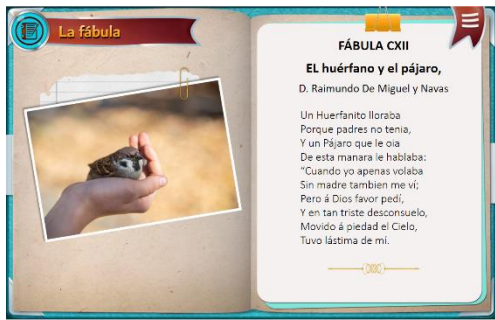 La fábula
FÁBULA CXII
EL huérfano y el pájaro,
D. Raimundo De Miguel y Navas
Un Huerfanito lloraba
Porque padres no tenia,
Y un Pájaro que le oia
De esta manara le hablaba:
“Cuando yo apenas volaba
Sin madre tambien me ví;
Pero á Dios favor pedí,
Y en tan triste desconsuelo,
Movido á piedad el Cielo,
Tuvo lástima de mí.